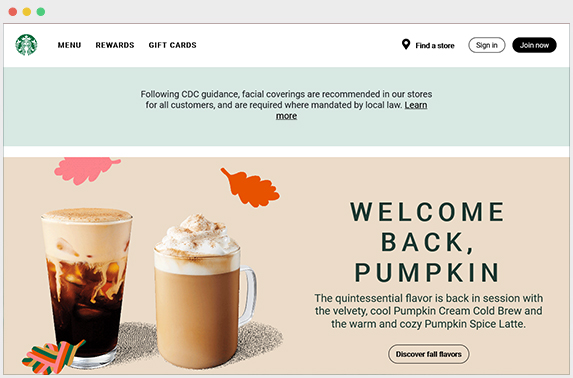 MENU REWARDS GIFT CARDS Find a store Sign in Join now
Following CDC guidance, facial coverings are recommended in our stores
for all customers, and are required where mandated by local law. Learn
more
WELCOME
BACK,
PUMPKIN
The quintessential flavor is back in session with
the velvety, cool Pumpkin Cream Cold Brew and
the warm and cozy Pumpkin Spice Latte.
Discover fall flavors